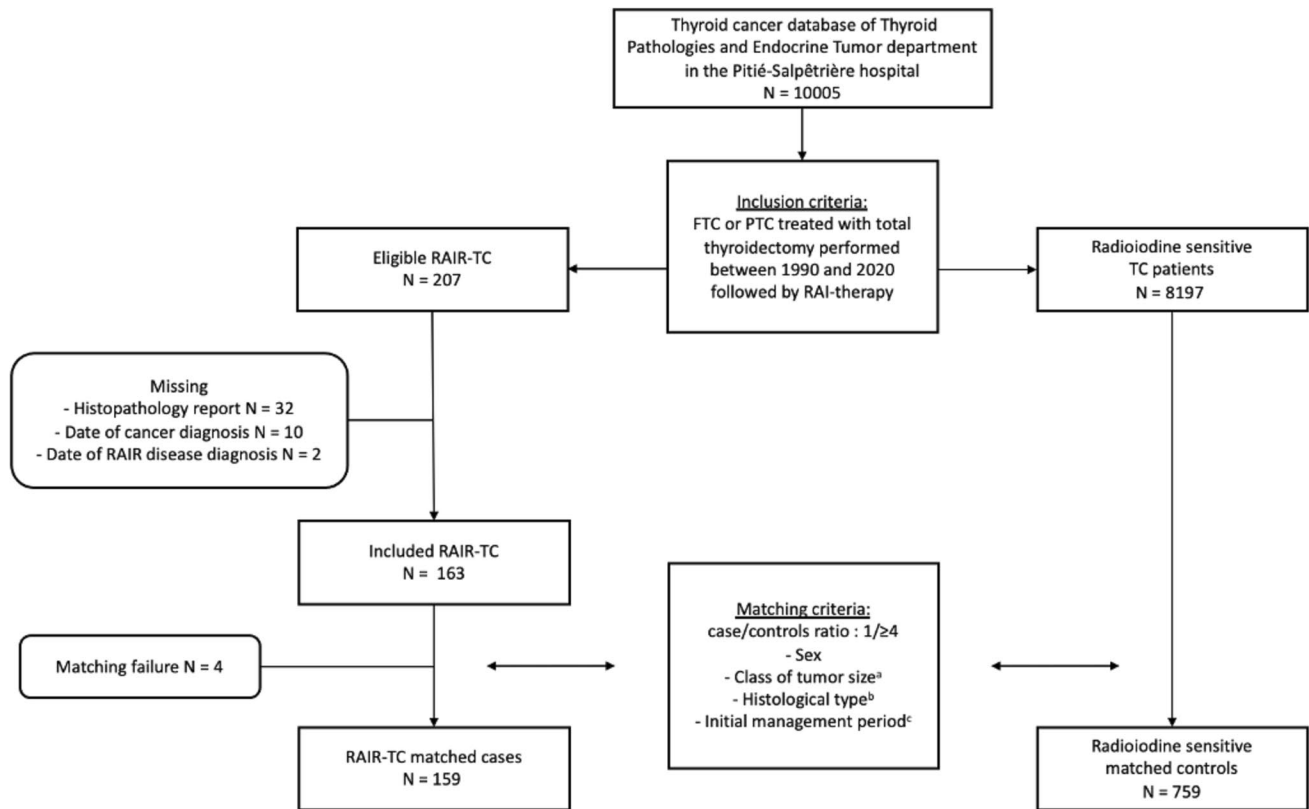 Thyroid cancer database of Thyroid
Pathologies and Endocrine Tumor department
in the Pitié-Salpêtrière hospital
N = 10005
Inclusion criteria:
FTC or PTC treated with total
thyroidectomy performed
between 1990 and 2020
followed by RAI-therapy
Eligible RAIR-TC
N = 207
Radioiodine sensitive
TC patients
N = 8197
Missing
- Histopathology report N = 32
- Date of cancer diagnosis N = 10
- Date of RAIR disease diagnosis N = 2
Included RAIR-TC
N = 163
Matching criteria:
case/controls ratio : 1/≥4
- Sex
- Class of tumor sizeᵃ
- Histological typeᵇ
- Initial management periodᶜ
Matching failure N = 4
RAIR-TC matched cases
N = 159
Radioiodine sensitive
matched controls
N = 759